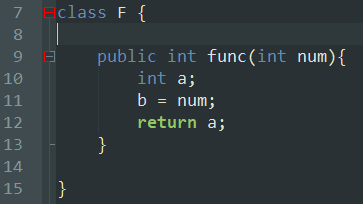 7 class F {
8
9 public int func(int num){
10 int a;
11 b = num;
12 return a;
13 }
14
15 }